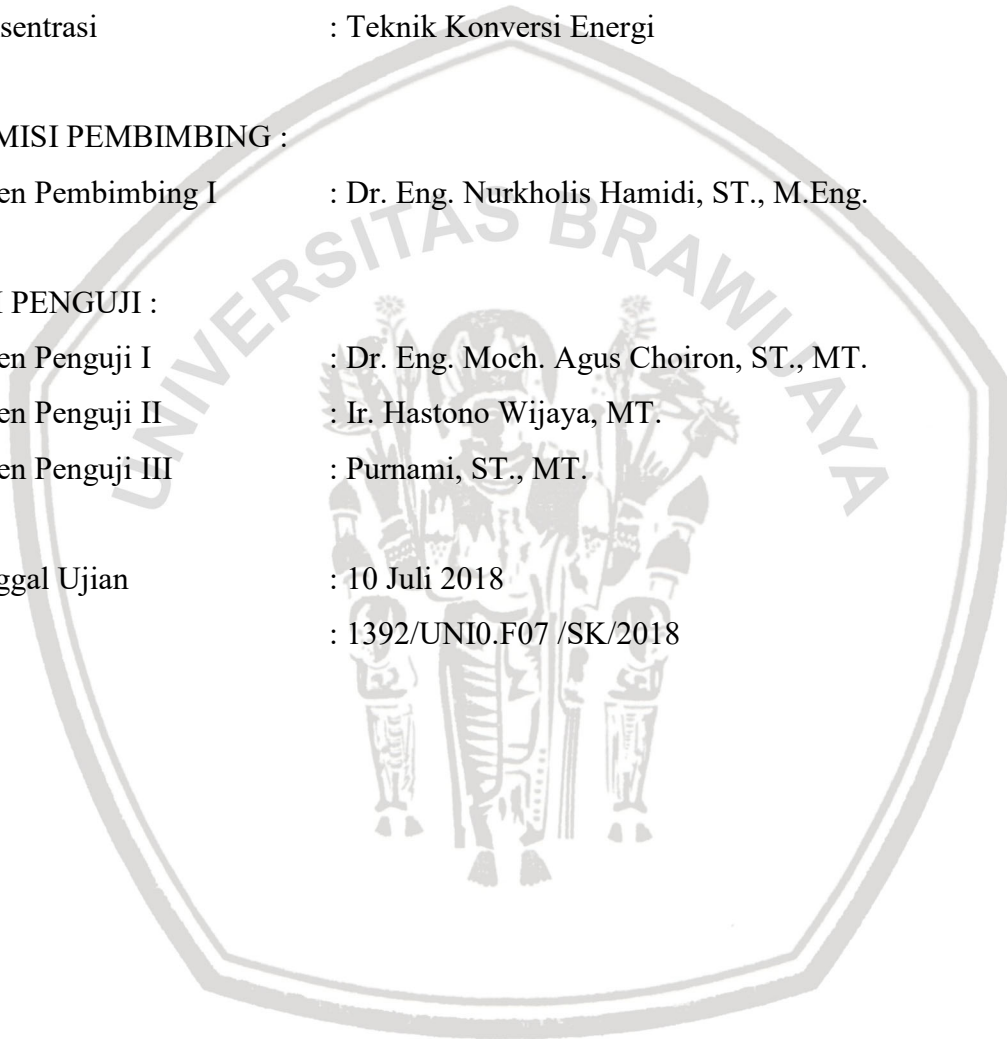 sentrasi : Teknik Konversi Energi
MISI PEMBIMBING :
en Pembimbing I : Dr. Eng. Nurkholis Hamidi, ST., M.Eng.
UNIVERSITAS BRAWIJAYA
I PENGUJI :
en Penguji I : Dr. Eng. Moch. Agus Choiron, ST., MT.
en Penguji II : Ir. Hastono Wijaya, MT.
en Penguji III : Purnami, ST., MT.
ggal Ujian : 10 Juli 2018
: 1392/UNI0.F07 /SK/2018